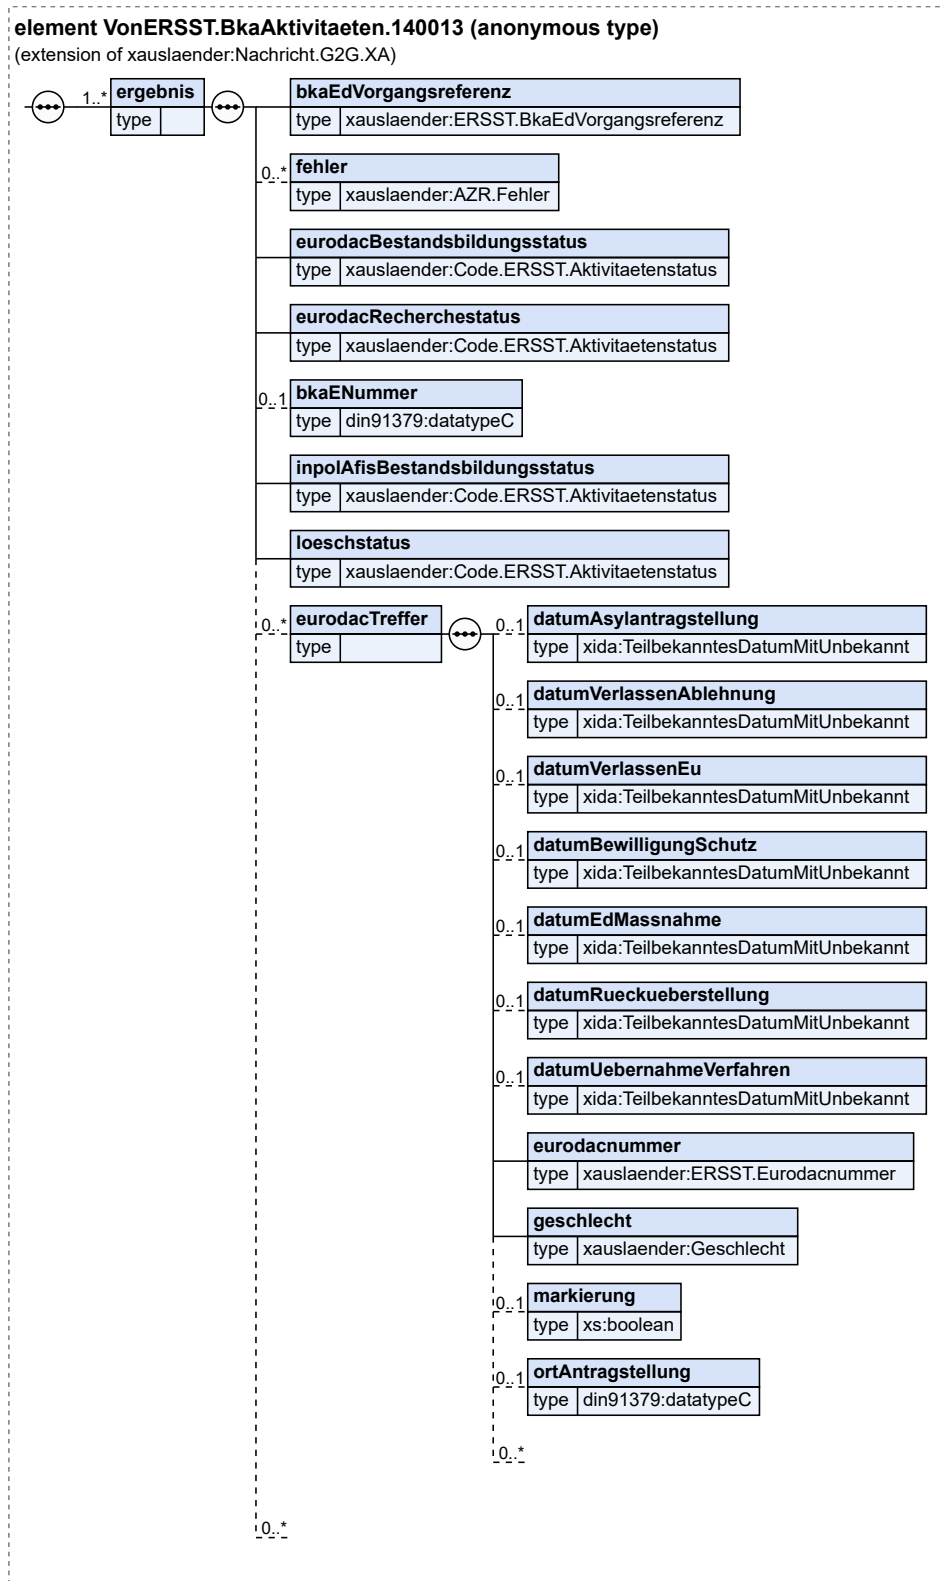 element VonERSST.BkaAktivitaeten.140013 (anonymous type)
(extension of xauslaender:Nachricht.G2G.XA)
1..*
ergebnis
type
bkaEdVorgangsreferenz
type xauslaender:ERSST.BkaEdVorgangsreferenz
0..*
fehler
type xauslaender:AZR.Fehler
eurodacBestandsbildungsstatus
type xauslaender:Code.ERSST.Aktivitaetenstatus
eurodacRecherchestatus
type xauslaender:Code.ERSST.Aktivitaetenstatus
0..1
bkaENummer
type din91379:datatypeC
inpolAfisBestandsbildungsstatus
type xauslaender:Code.ERSST.Aktivitaetenstatus
loeschstatus
type xauslaender:Code.ERSST.Aktivitaetenstatus
0..*
eurodacTreffer
type
0..1
datumAsylantragstellung
type xida:TeilbekanntesDatumMitUnbekannt
0..1
datumVerlassenAblehnung
type xida:TeilbekanntesDatumMitUnbekannt
0..1
datumVerlassenEu
type xida:TeilbekanntesDatumMitUnbekannt
0..1
datumBewilligungSchutz
type xida:TeilbekanntesDatumMitUnbekannt
0..1
datumEdMassnahme
type xida:TeilbekanntesDatumMitUnbekannt
0..1
datumRueckueberstellung
type xida:TeilbekanntesDatumMitUnbekannt
0..1
datumUebernahmeVerfahren
type xida:TeilbekanntesDatumMitUnbekannt
eurodacnummer
type xauslaender:ERSST.Eurodacnummer
geschlecht
type xauslaender:Geschlecht
0..1
markierung
type xs:boolean
0..1
ortAntragstellung
type din91379:datatypeC
0..*
0..*